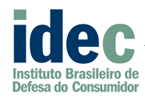 idec
Instituto Brasileiro de
Defesa do Consumidor